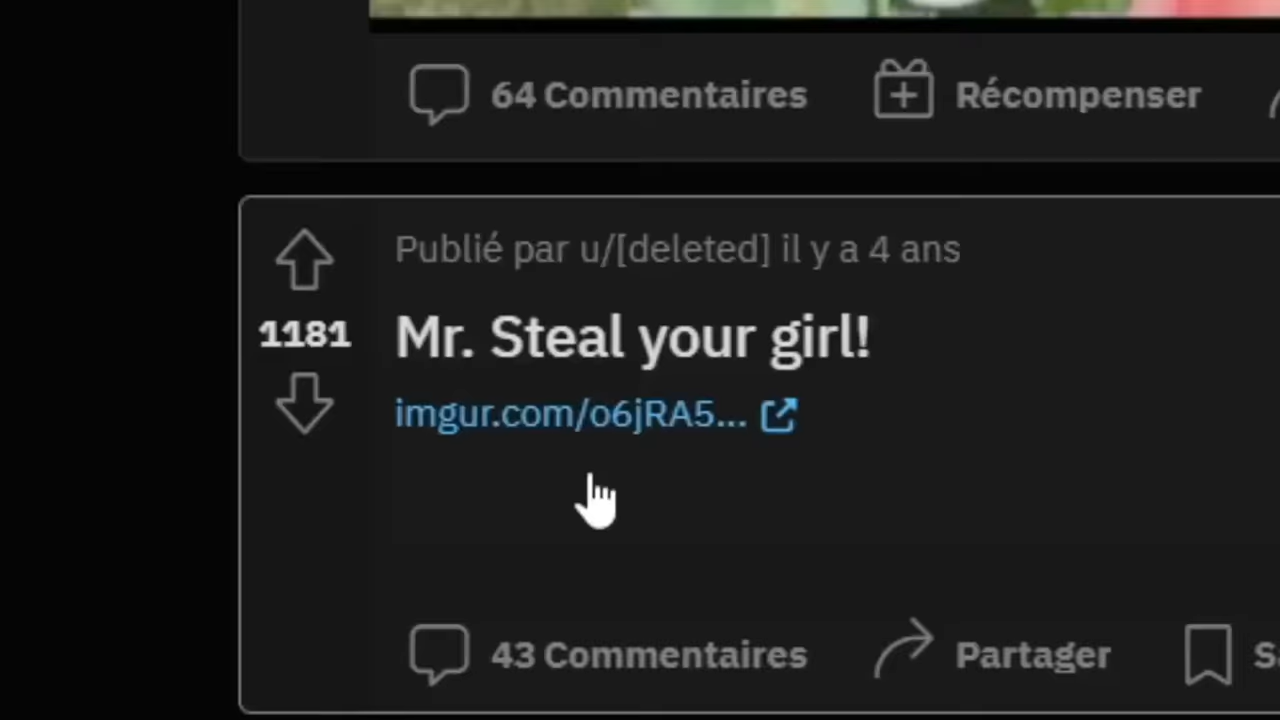 64 Commentaires Récompenser
Publié par u/[deleted] il y a 4 ans
1181
Mr. Steal your girl!
imgur.com/o6jRA5...
43 Commentaires Partager